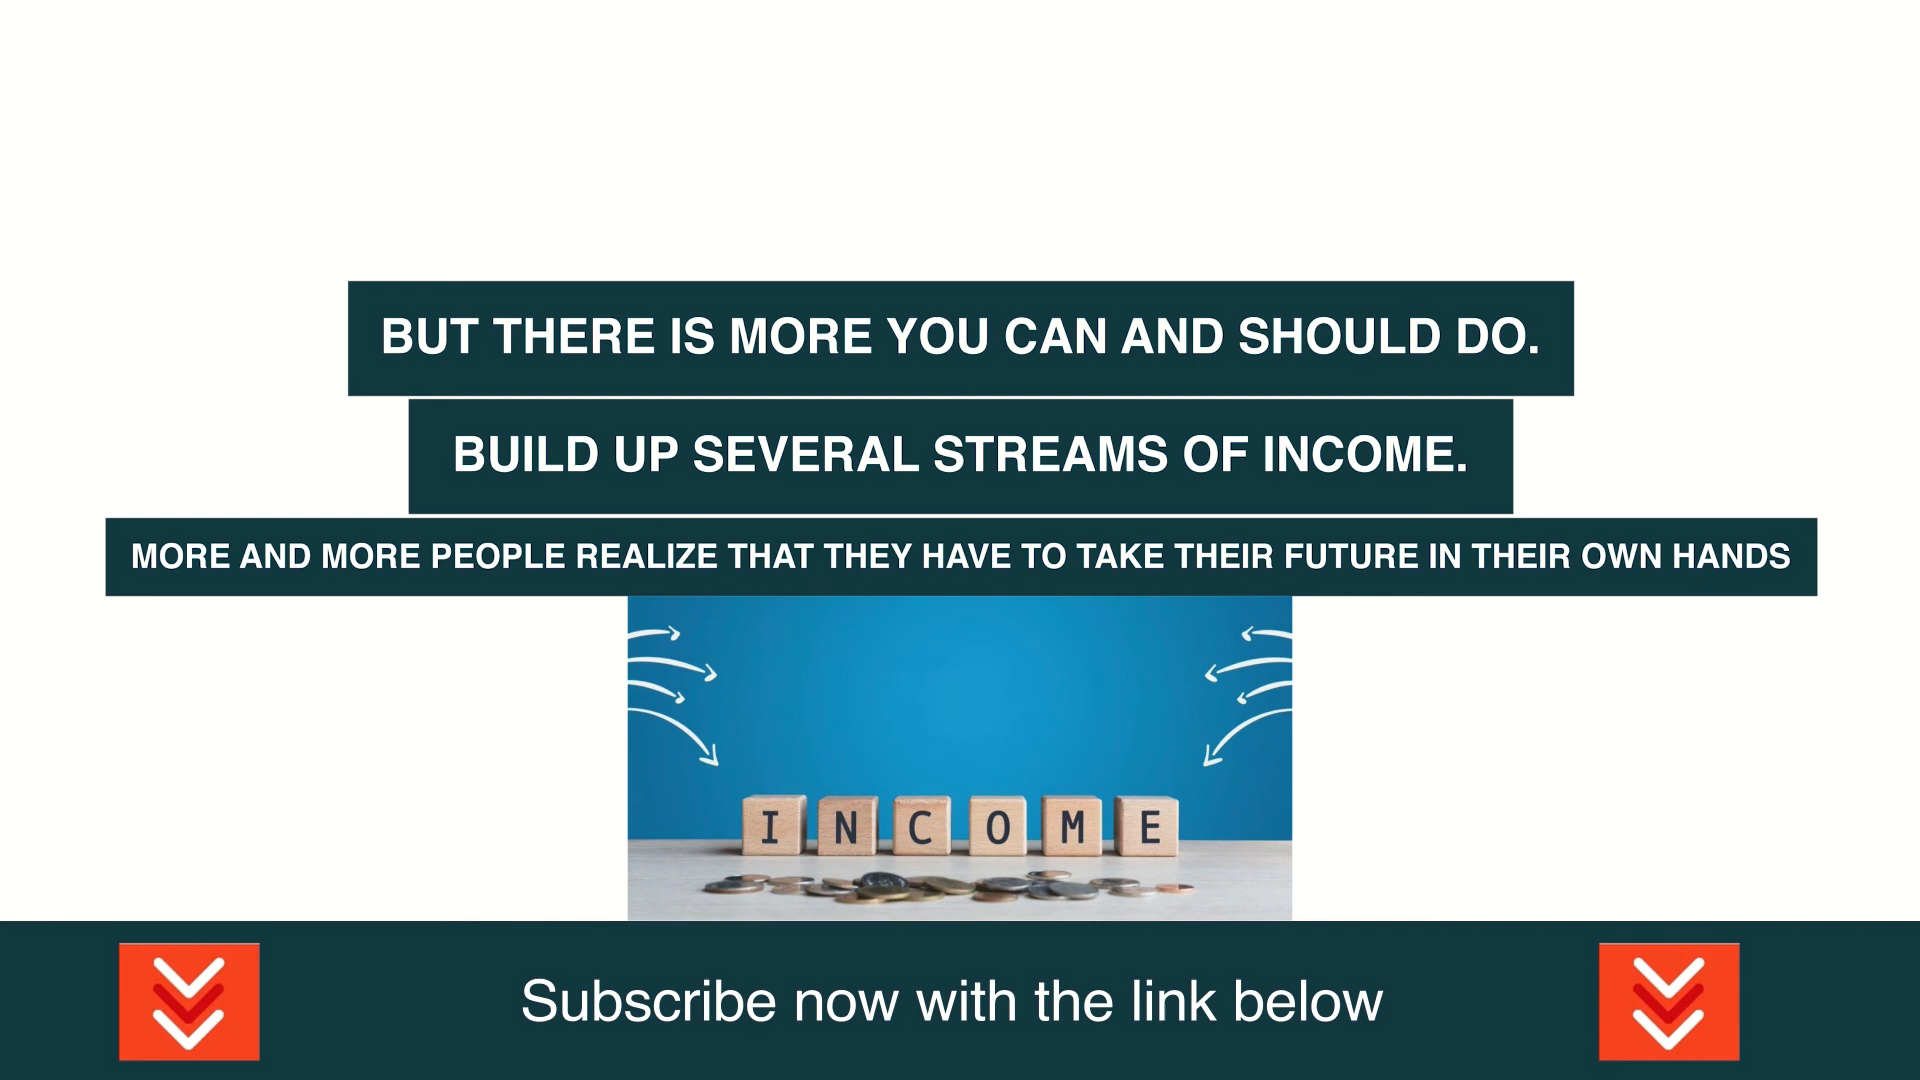 BUT THERE IS MORE YOU CAN AND SHOULD DO.
BUILD UP SEVERAL STREAMS OF INCOME.
MORE AND MORE PEOPLE REALIZE THAT THEY HAVE TO TAKE THEIR FUTURE IN THEIR OWN HANDS
INCOME
Subscribe now with the link below